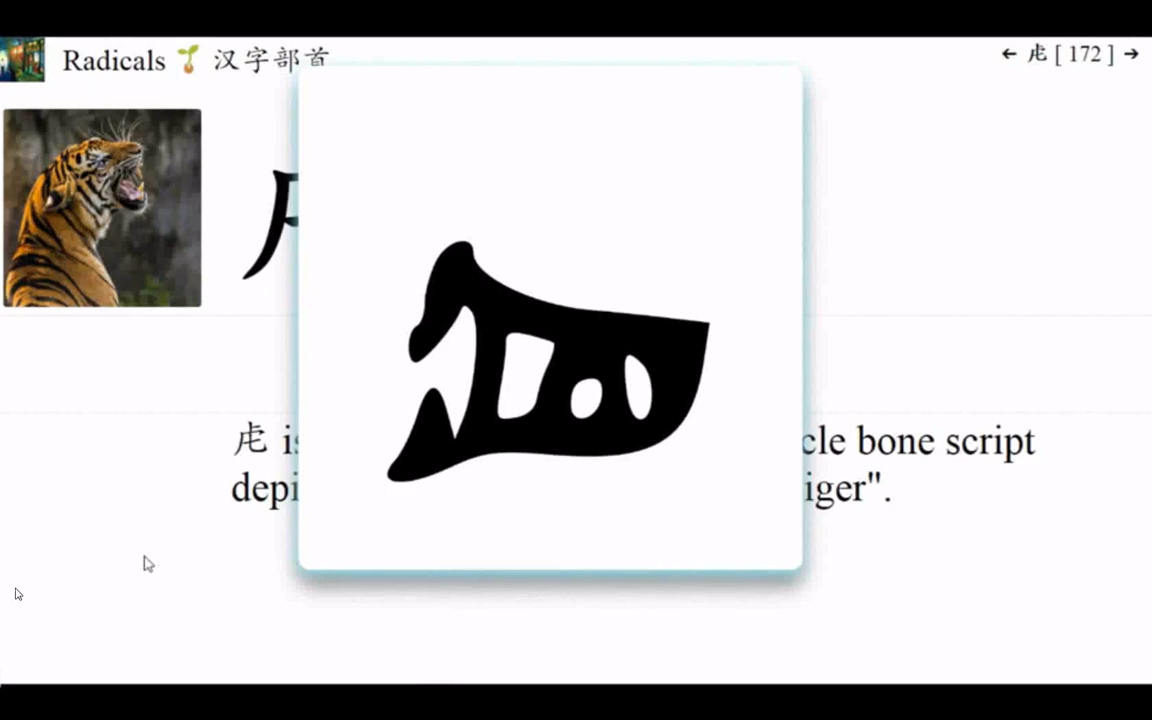 Radicals 🌱 汉字部首
← 虍 [ 172 ] →
虍 is cle bone script
depi iger".